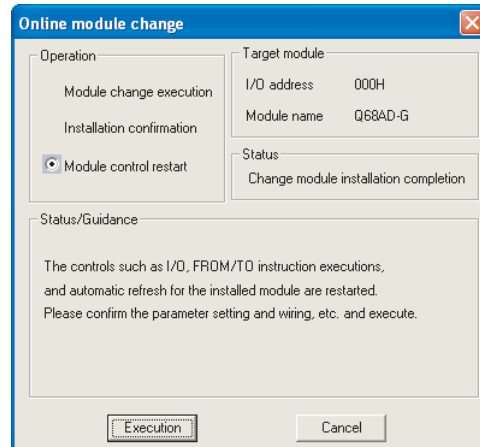 Online module change
Operation
Module change execution
Installation confirmation
Module control restart
Target module
I/O address 000H
Module name Q68AD-G
Status
Change module installation completion
Status/Guidance
The controls such as I/O, FROM/TO instruction executions,
and automatic refresh for the installed module are restarted.
Please confirm the parameter setting and wiring, etc. and execute.
Execution
Cancel